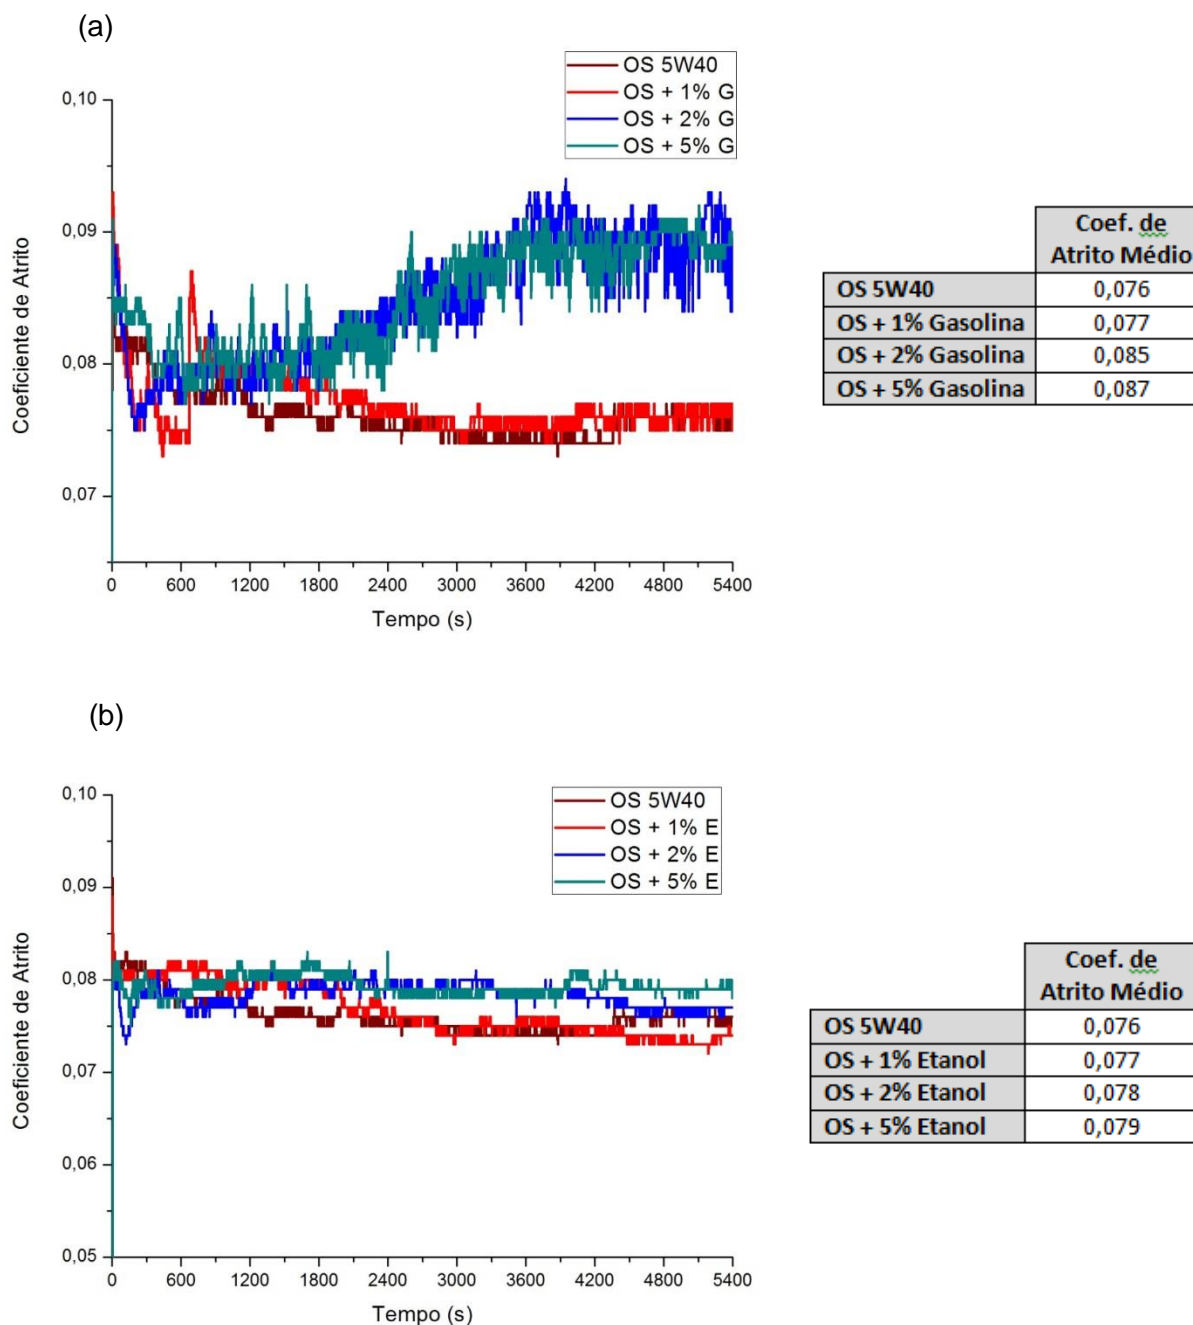 (a)
OS 5W40
OS + 1% G
OS + 2% G
OS + 5% G
0,10
0,09
0,08
0,07
Coeficiente de Atrito
0 600 1200 1800 2400 3000 3600 4200 4800 5400
Tempo (s)
Coef. de
Atrito Médio
OS 5W40 0,076
OS + 1% Gasolina 0,077
OS + 2% Gasolina 0,085
OS + 5% Gasolina 0,087
(b)
OS 5W40
OS + 1% E
OS + 2% E
OS + 5% E
0,10
0,09
0,08
0,07
0,06
0,05
Coeficiente de Atrito
0 600 1200 1800 2400 3000 3600 4200 4800 5400
Tempo (s)
Coef. de
Atrito Médio
OS 5W40 0,076
OS + 1% Etanol 0,077
OS + 2% Etanol 0,078
OS + 5% Etanol 0,079